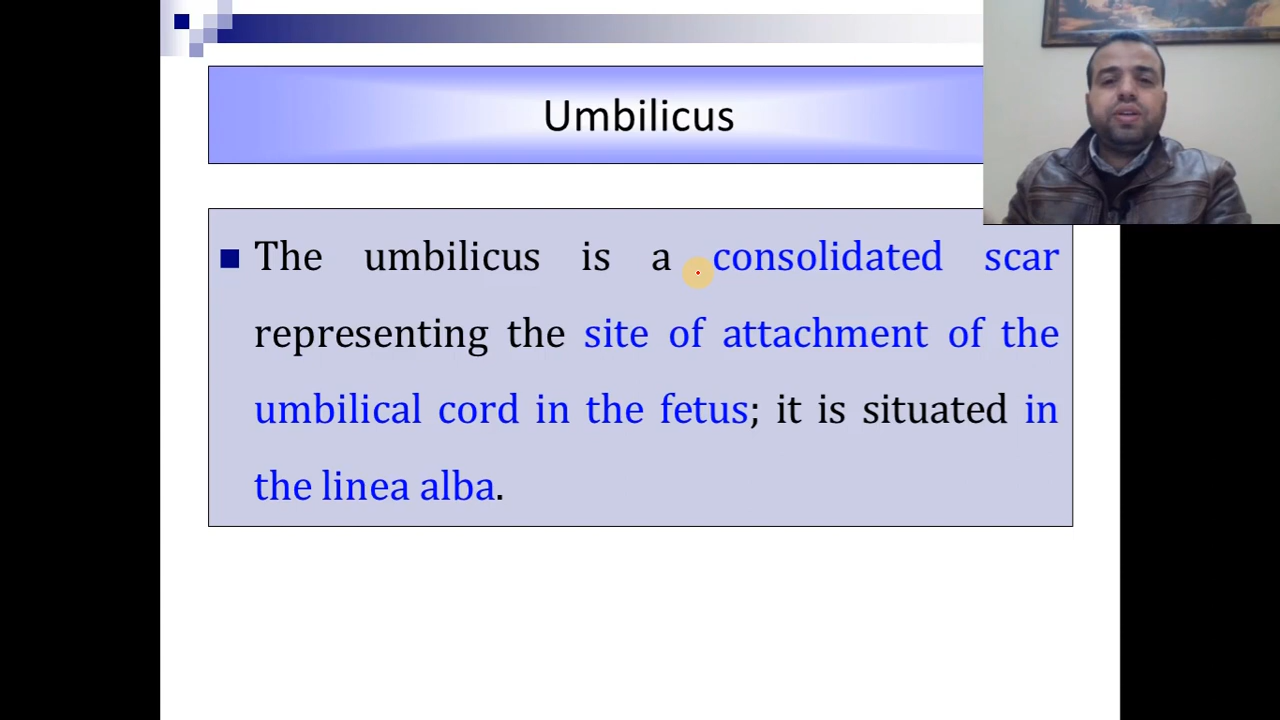 Umbilicus
The umbilicus is a consolidated scar
representing the site of attachment of the
umbilical cord in the fetus; it is situated in
the linea alba.